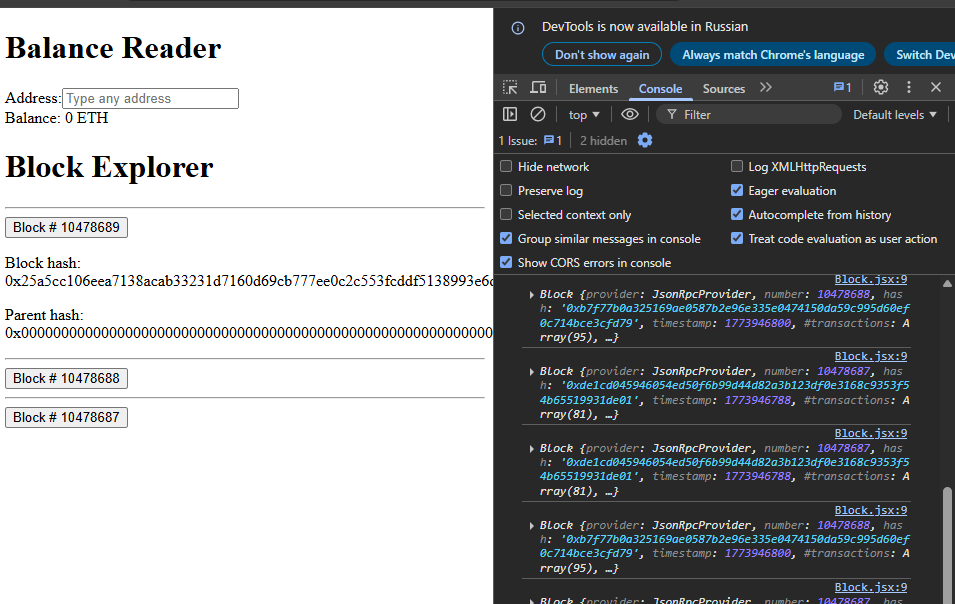 Balance Reader
Address: Type any address
Balance: 0 ETH
Block Explorer
Block # 10478689
Block hash:
0x25a5cc106eea7138acab33231d7160d69cb777ee0c2c553fcddf5138993e6c
Parent hash:
Block # 10478688
Block # 10478687
DevTools is now available in Russian
Don't show again
Always match Chrome's language
Switch Dev
Elements
Console
Sources
1
top
Filter
Default levels
1 Issue: 1
2 hidden
Hide network
Log XMLHttpRequests
Preserve log
Eager evaluation
Selected context only
Autocomplete from history
Group similar messages in console
Treat code evaluation as user action
Show CORS errors in console
Block.jsx:9
Block {provider: JsonRpcProvider, number: 10478688, has
h: '0xb7f77b0a325169ae0587b2e96e335e0474150da59c995d60ef
0c714bce3cfd79', timestamp: 1773946800, #transactions: A
rray(95), …}
Block.jsx:9
Block {provider: JsonRpcProvider, number: 10478687, has
h: '0xde1cd045946054ed50f6b99d44d82a3b123df0e3168c9353f5
4b65519931de01', timestamp: 1773946788, #transactions: A
rray(81), …}
Block.jsx:9
Block {provider: JsonRpcProvider, number: 10478687, has
h: '0xde1cd045946054ed50f6b99d44d82a3b123df0e3168c9353f5
4b65519931de01', timestamp: 1773946788, #transactions: A
rray(81), …}
Block.jsx:9
Block {provider: JsonRpcProvider, number: 10478688, has
h: '0xb7f77b0a325169ae0587b2e96e335e0474150da59c995d60ef
0c714bce3cfd79', timestamp: 1773946800, #transactions: A
rray(95), …}
Block.jsx:9
Block {provider: JsonRpcProvider, number: 10478689, has